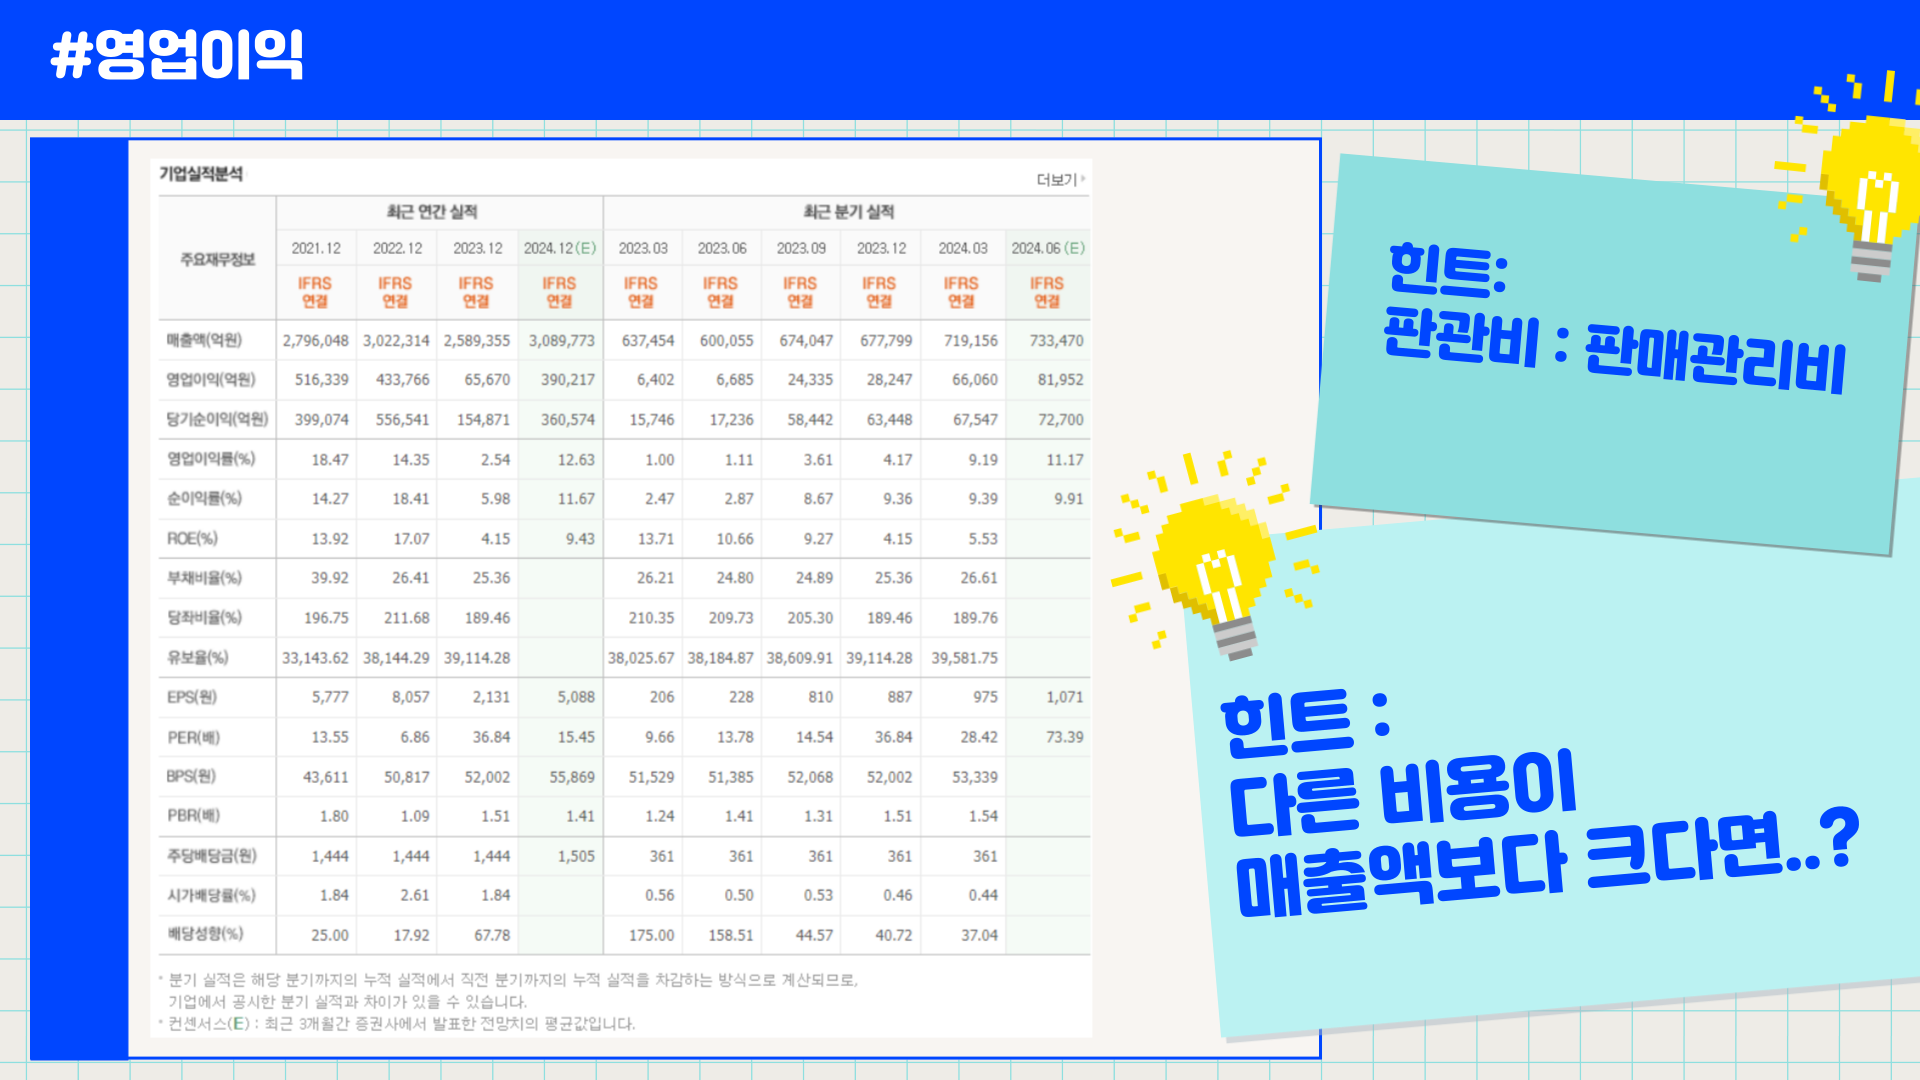 #영업이익
기업실적분석
더보기
주요재무정보 최근 연간 실적 최근 분기 실적
2021.12 2022.12 2023.12 2024.12(E) 2023.03 2023.06 2023.09 2023.12 2024.03 2024.06(E)
IFRS IFRS IFRS IFRS IFRS IFRS IFRS IFRS IFRS IFRS
연결 연결 연결 연결 연결 연결 연결 연결 연결 연결
매출액(억원) 2,796,048 3,022,314 2,589,355 3,089,773 637,454 600,055 674,047 677,799 719,156 733,470
영업이익(억원) 516,339 433,766 65,670 390,217 6,402 6,685 24,335 28,247 66,060 81,952
당기순이익(억원) 399,074 556,541 154,871 360,574 15,746 17,236 58,442 63,448 67,547 72,700
영업이익률(%) 18.47 14.35 2.54 12.63 1.00 1.11 3.61 4.17 9.19 11.17
순이익률(%) 14.27 18.41 5.98 11.67 2.47 2.87 8.67 9.36 9.39 9.91
ROE(%) 13.92 17.07 4.15 9.43 13.71 10.66 9.27 4.15 5.53
부채비율(%) 39.92 26.41 25.36 26.21 24.80 24.89 25.36 26.61
당좌비율(%) 196.75 211.68 189.46 210.35 209.73 205.30 189.46 189.76
유보율(%) 33,143.62 38,144.29 39,114.28 38,025.67 38,184.87 38,609.91 39,114.28 39,581.75
EPS(원) 5,777 8,057 2,131 5,088 206 228 810 887 975 1,071
PER(배) 13.55 6.86 36.84 15.45 9.66 13.78 14.54 36.84 28.42 73.39
BPS(원) 43,611 50,817 52,002 55,869 51,529 51,385 52,068 52,002 53,339
PBR(배) 1.80 1.09 1.51 1.41 1.24 1.41 1.31 1.51 1.54
주당배당금(원) 1,444 1,444 1,444 1,505 361 361 361 361 361
시가배당률(%) 1.84 2.61 1.84 0.56 0.50 0.53 0.46 0.44
배당성향(%) 25.00 17.92 67.78 175.00 158.51 44.57 40.72 37.04
* 분기 실적은 해당 분기까지의 누적 실적에서 직전 분기까지의 누적 실적을 차감하는 방식으로 계산되므로,
기업에서 공시한 분기 실적과 차이가 있을 수 있습니다.
* 컨센서스(E) : 최근 3개월간 증권사에서 발표한 전망치의 평균값입니다.
힌트:
판관비 : 판매관리비
힌트 :
다른 비용이
매출액보다 크다면..?